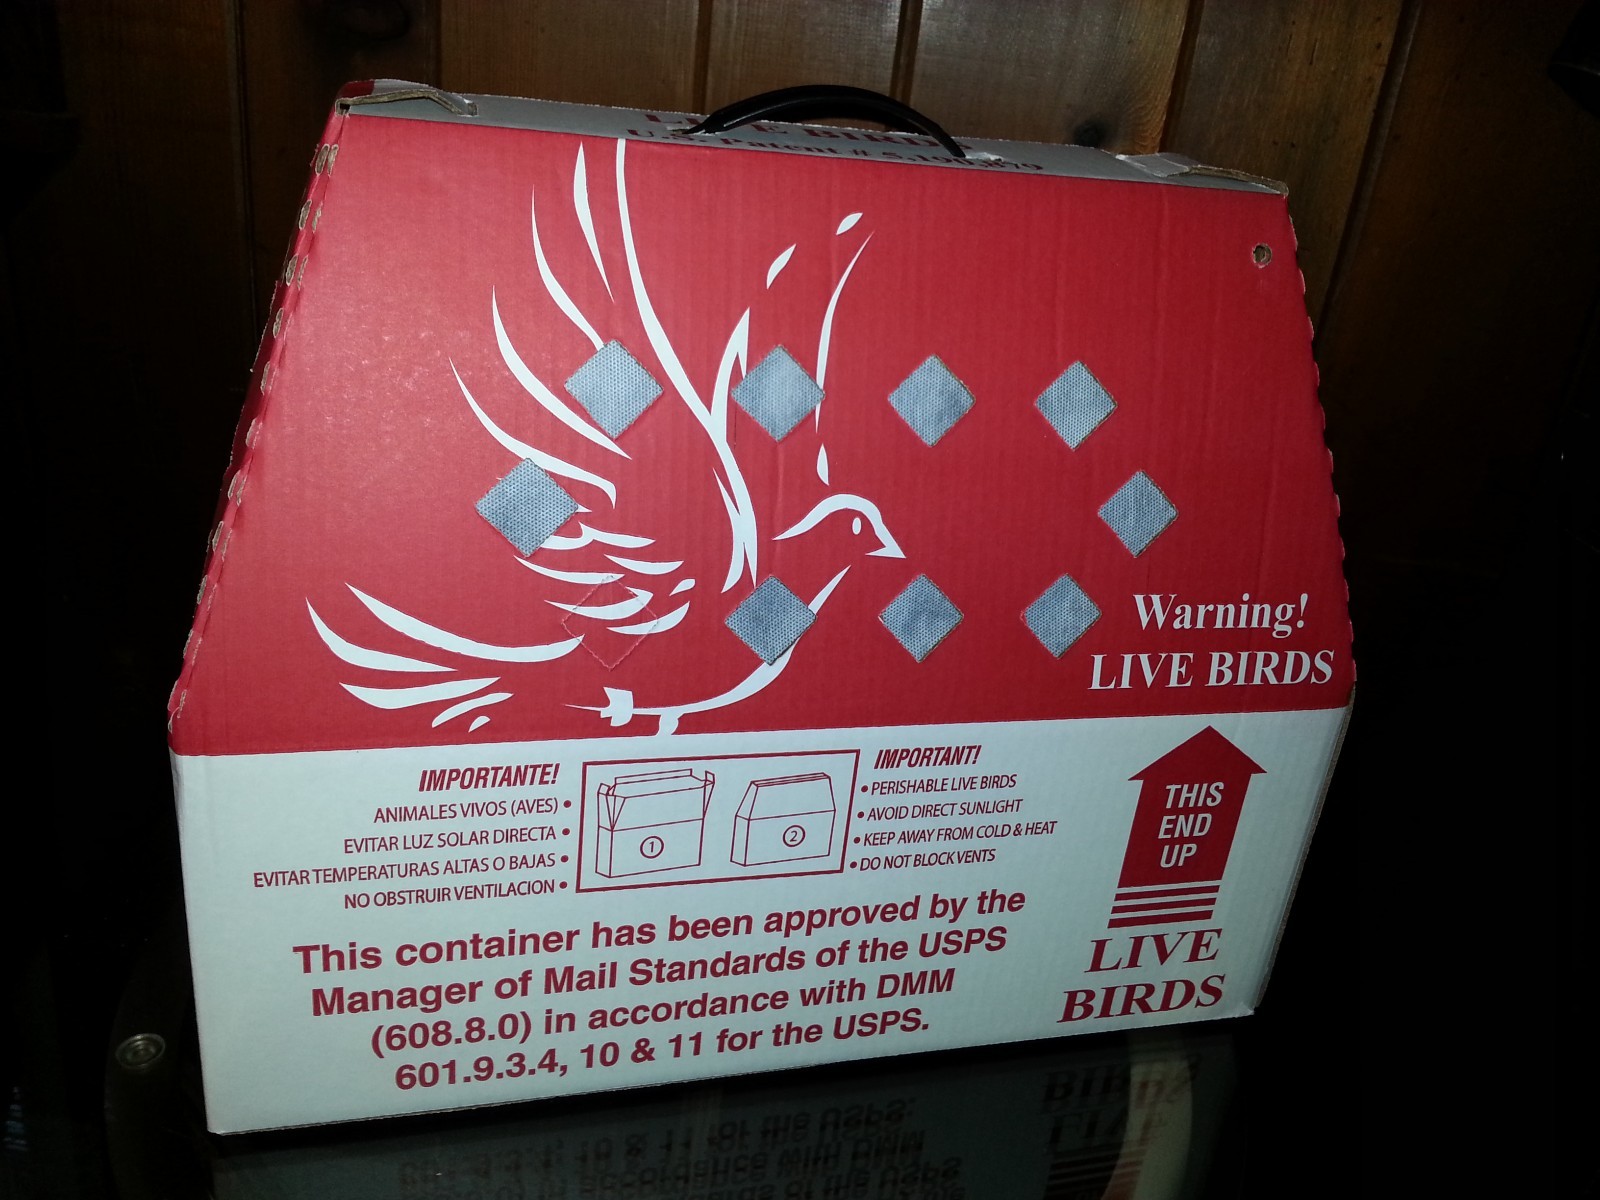 LIVE BIRDS
U.S. Patent #
Warning!
LIVE BIRDS
IMPORTANTE!
ANIMALES VIVOS (AVES) •
EVITAR LUZ SOLAR DIRECTA •
EVITAR TEMPERATURAS ALTAS O BAJAS •
NO OBSTRUIR VENTILACION •
1
2
IMPORTANT!
• PERISHABLE LIVE BIRDS
• AVOID DIRECT SUNLIGHT
• KEEP AWAY FROM COLD & HEAT
• DO NOT BLOCK VENTS
THIS
END
UP
LIVE
BIRDS
This container has been approved by the
Manager of Mail Standards of the USPS
(608.8.0) in accordance with DMM
601.9.3.4, 10 & 11 for the USPS.